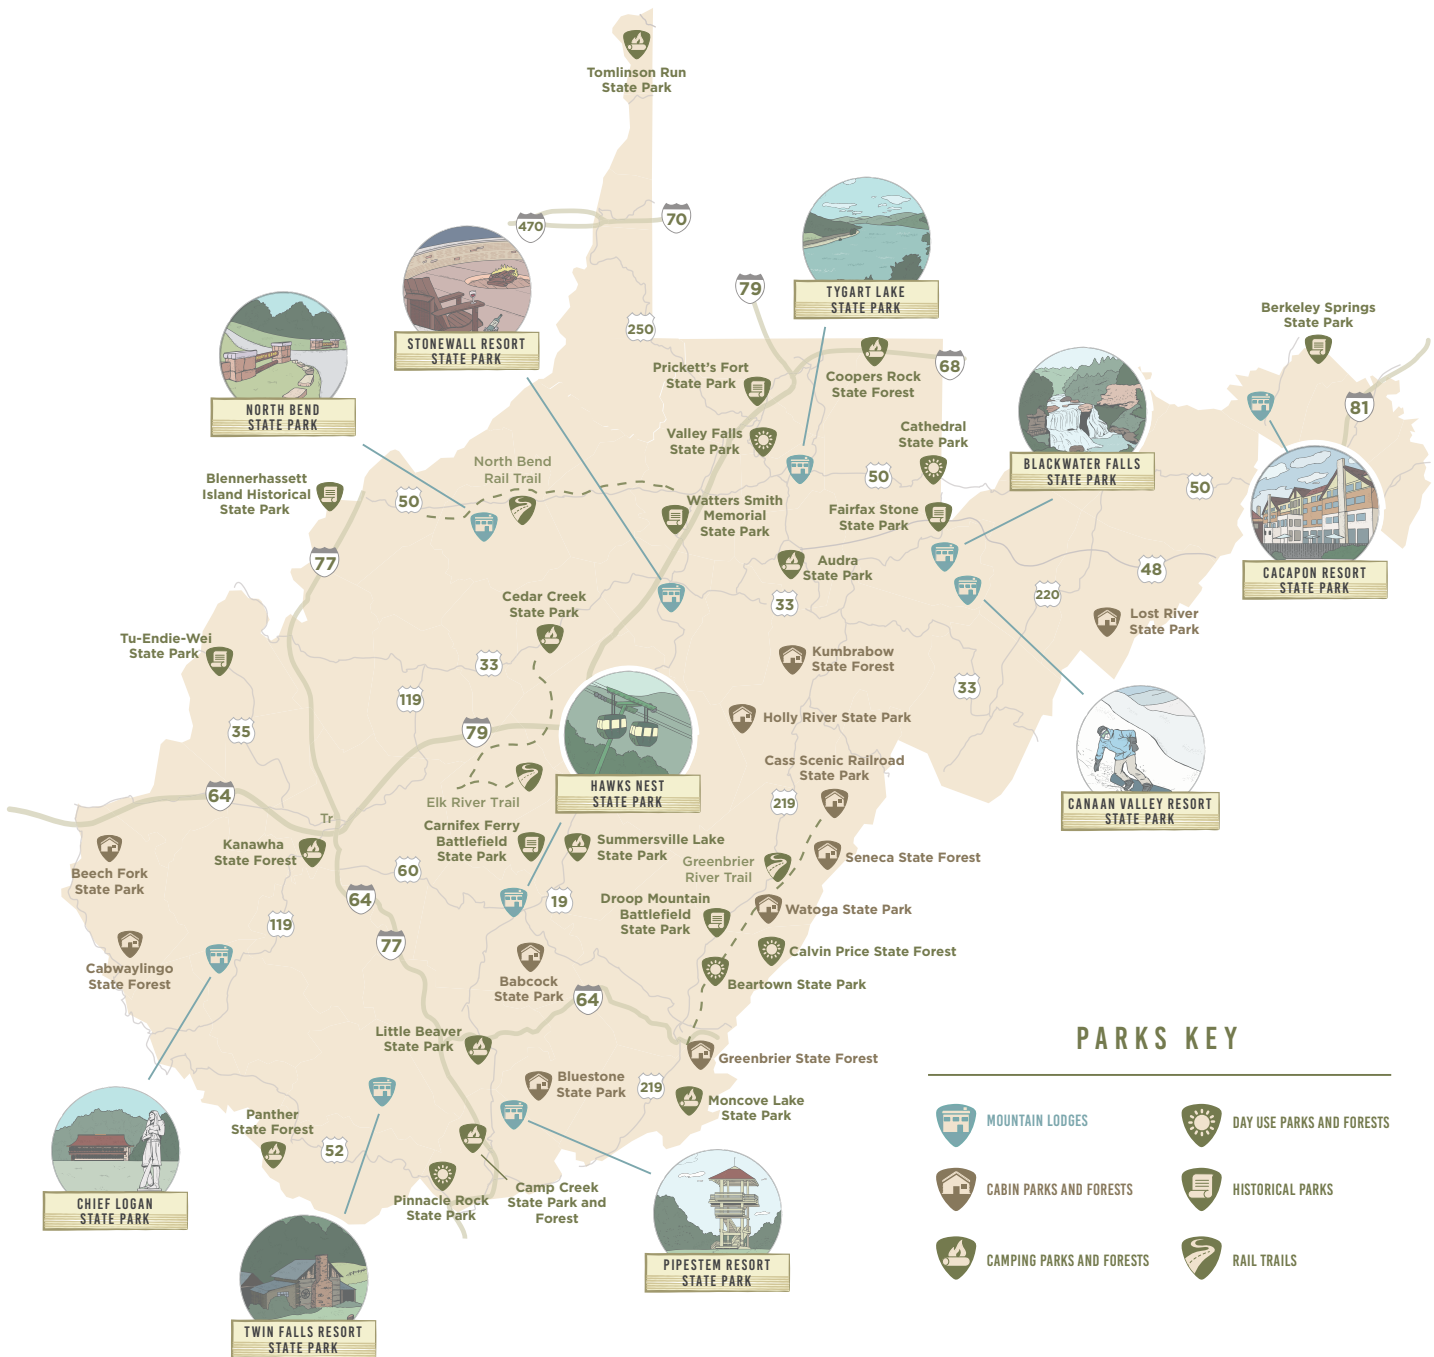 Tomlinson Run
State Park
470
70
79
TYGART LAKE
STATE PARK
250
STONEWALL RESORT
STATE PARK
Berkeley Springs
State Park
Prickett's Fort
State Park
Coopers Rock
State Forest
68
NORTH BEND
STATE PARK
81
Valley Falls
State Park
Cathedral
State Park
BLACKWATER FALLS
STATE PARK
North Bend
Rail Trail
Blennerhassett
Island Historical
State Park
50
50
50
Watters Smith
Memorial
State Park
Fairfax Stone
State Park
77
Audra
State Park
48
CACAPON RESORT
STATE PARK
Cedar Creek
State Park
33
220
Lost River
State Park
Tu-Endie-Wei
State Park
33
Kumbrabow
State Forest
119
33
35
79
Holly River State Park
Cass Scenic Railroad
State Park
HAWKS NEST
STATE PARK
CANAAN VALLEY RESORT
STATE PARK
64
Elk River Trail
219
Tr
Beech Fork
State Park
Kanawha
State Forest
Carnifex Ferry
Battlefield
State Park
Summersville Lake
State Park
Greenbrier
River Trail
Seneca State Forest
60
64
19
Droop Mountain
Battlefield
State Park
Watoga State Park
119
77
Calvin Price State Forest
Cabwaylingo
State Forest
Babcock
State Park
Beartown State Park
64
Little Beaver
State Park
Greenbrier State Forest
Bluestone
State Park
219
Moncove Lake
State Park
Panther
State Forest
52
Pinnacle Rock
State Park
Camp Creek
State Park and
Forest
CHIEF LOGAN
STATE PARK
PIPESTEM RESORT
STATE PARK
TWIN FALLS RESORT
STATE PARK
PARKS KEY
MOUNTAIN LODGES
DAY USE PARKS AND FORESTS
CABIN PARKS AND FORESTS
HISTORICAL PARKS
CAMPING PARKS AND FORESTS
RAIL TRAILS